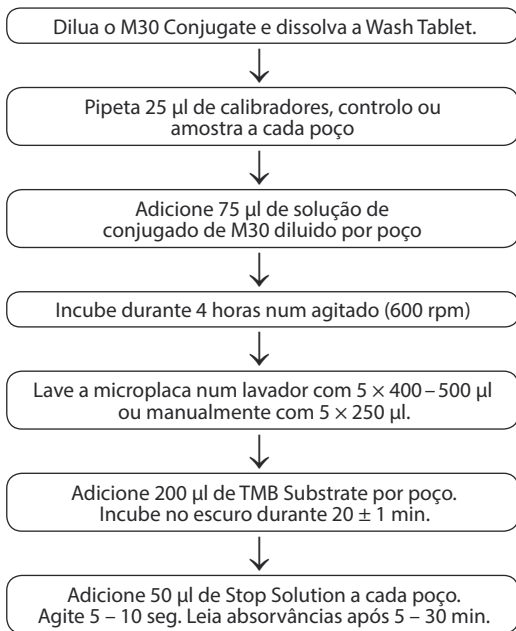 Dilua o M30 Conjugate e dissolva a Wash Tablet.
Pipeta 25 µl de calibradores, controlo ou
amostra a cada poço
Adicione 75 µl de solução de
conjugado de M30 diluido por poço
Incube durante 4 horas num agitado (600 rpm)
Lave a microplaca num lavador com 5 × 400 – 500 µl
ou manualmente com 5 × 250 µl.
Adicione 200 µl de TMB Substrate por poço.
Incube no escuro durante 20 ± 1 min.
Adicione 50 µl de Stop Solution a cada poço.
Agite 5 – 10 seg. Leia absorvâncias após 5 – 30 min.